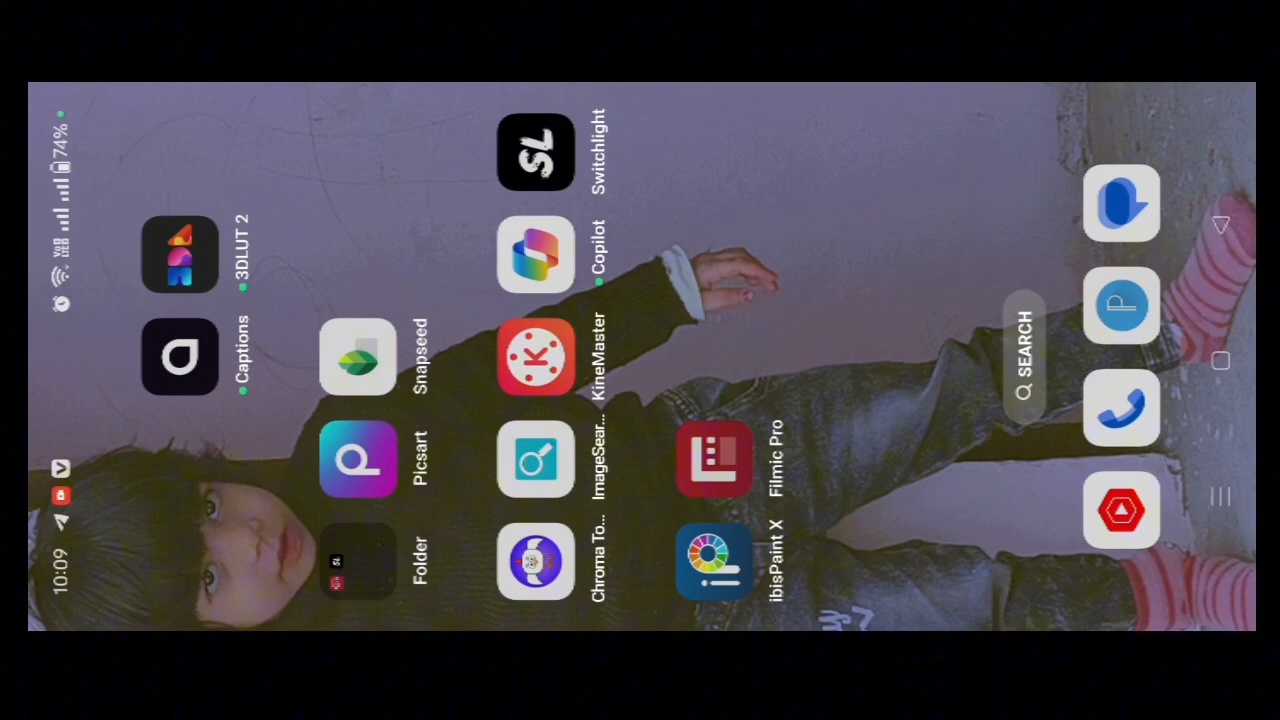 10:09 74%
Captions 3DLUT 2
Folder Picsart Snapseed
SL
Chroma To... ImageSear... KineMaster Copilot Switchlight
ibisPaint X Filmic Pro
SEARCH